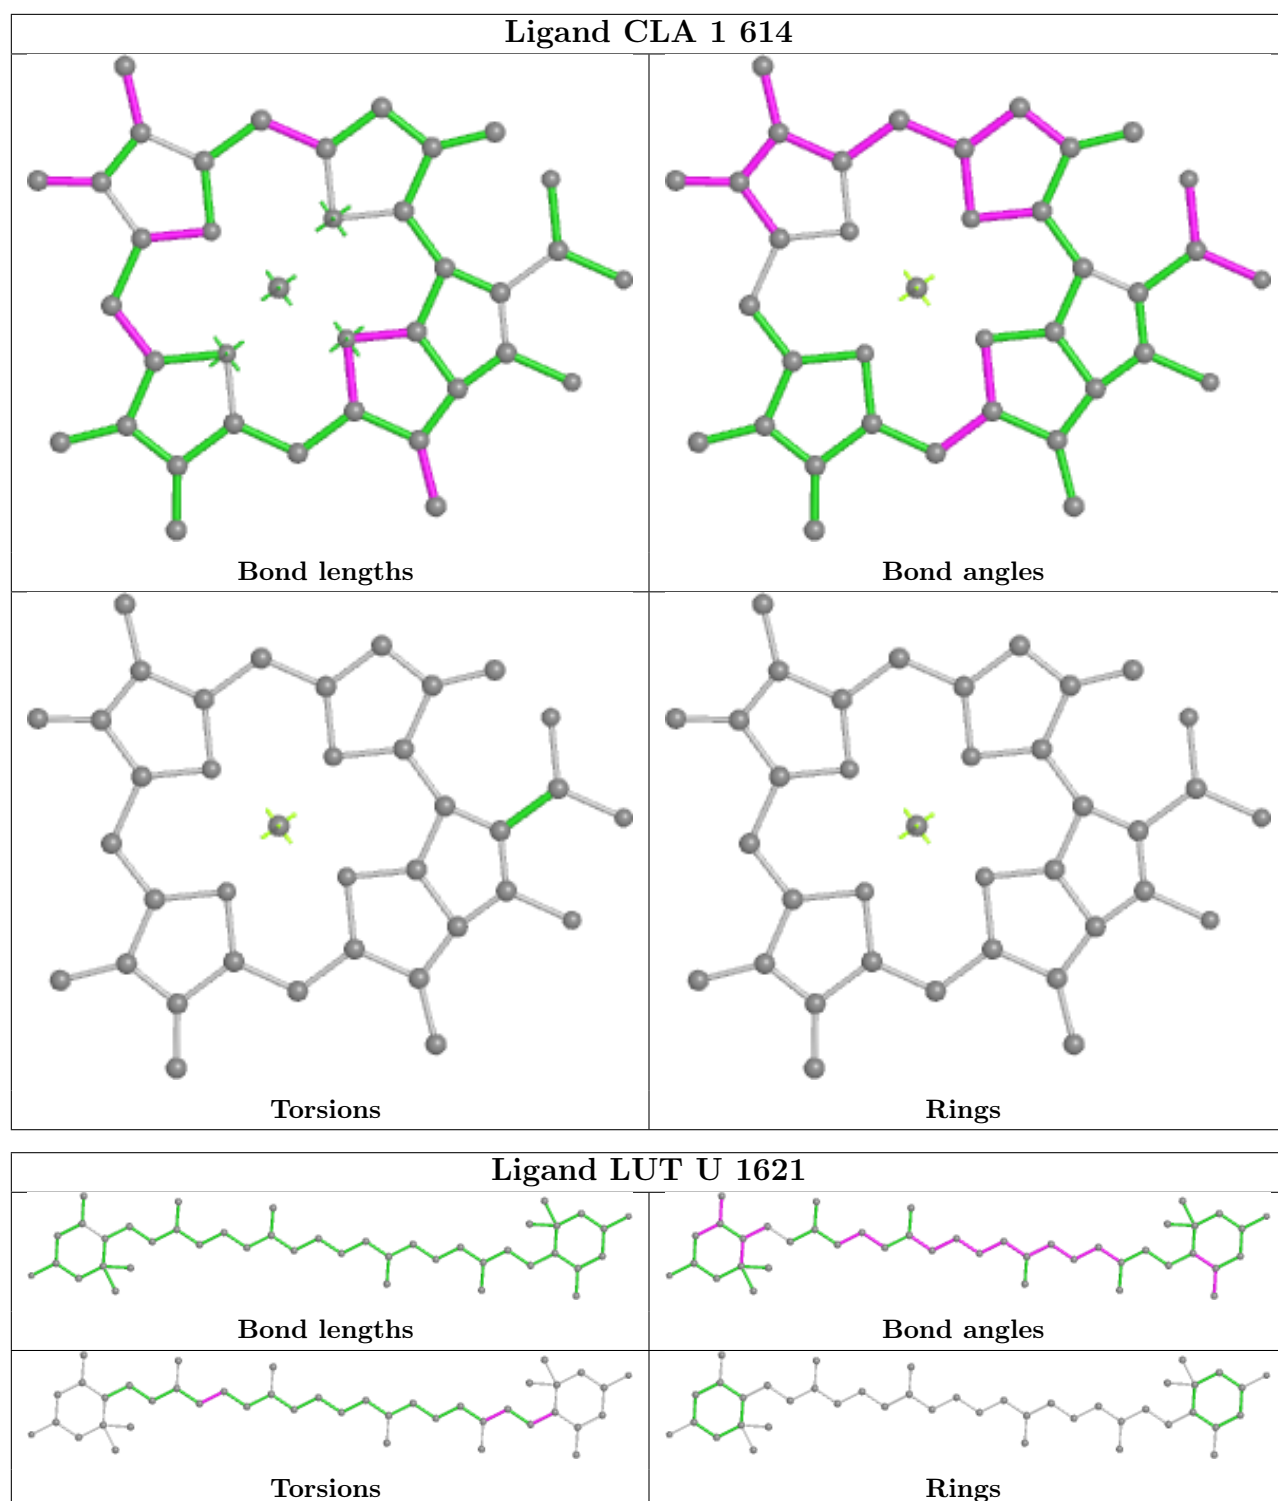 Ligand CLA 1 614
Bond lengths
Bond angles
Torsions
Rings
Ligand LUT U 1621
Bond lengths
Bond angles
Torsions
Rings